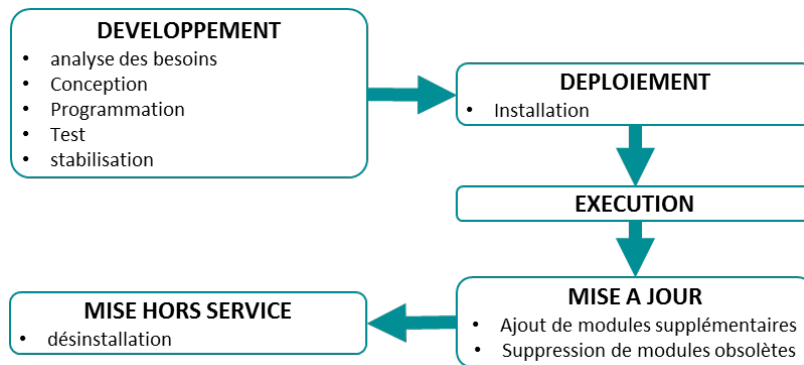 DEVELOPPEMENT
• analyse des besoins
• Conception
• Programmation
• Test
• stabilisation
DEPLOIEMENT
• Installation
EXECUTION
MISE A JOUR
• Ajout de modules supplémentaires
• Suppression de modules obsolètes
MISE HORS SERVICE
• désinstallation